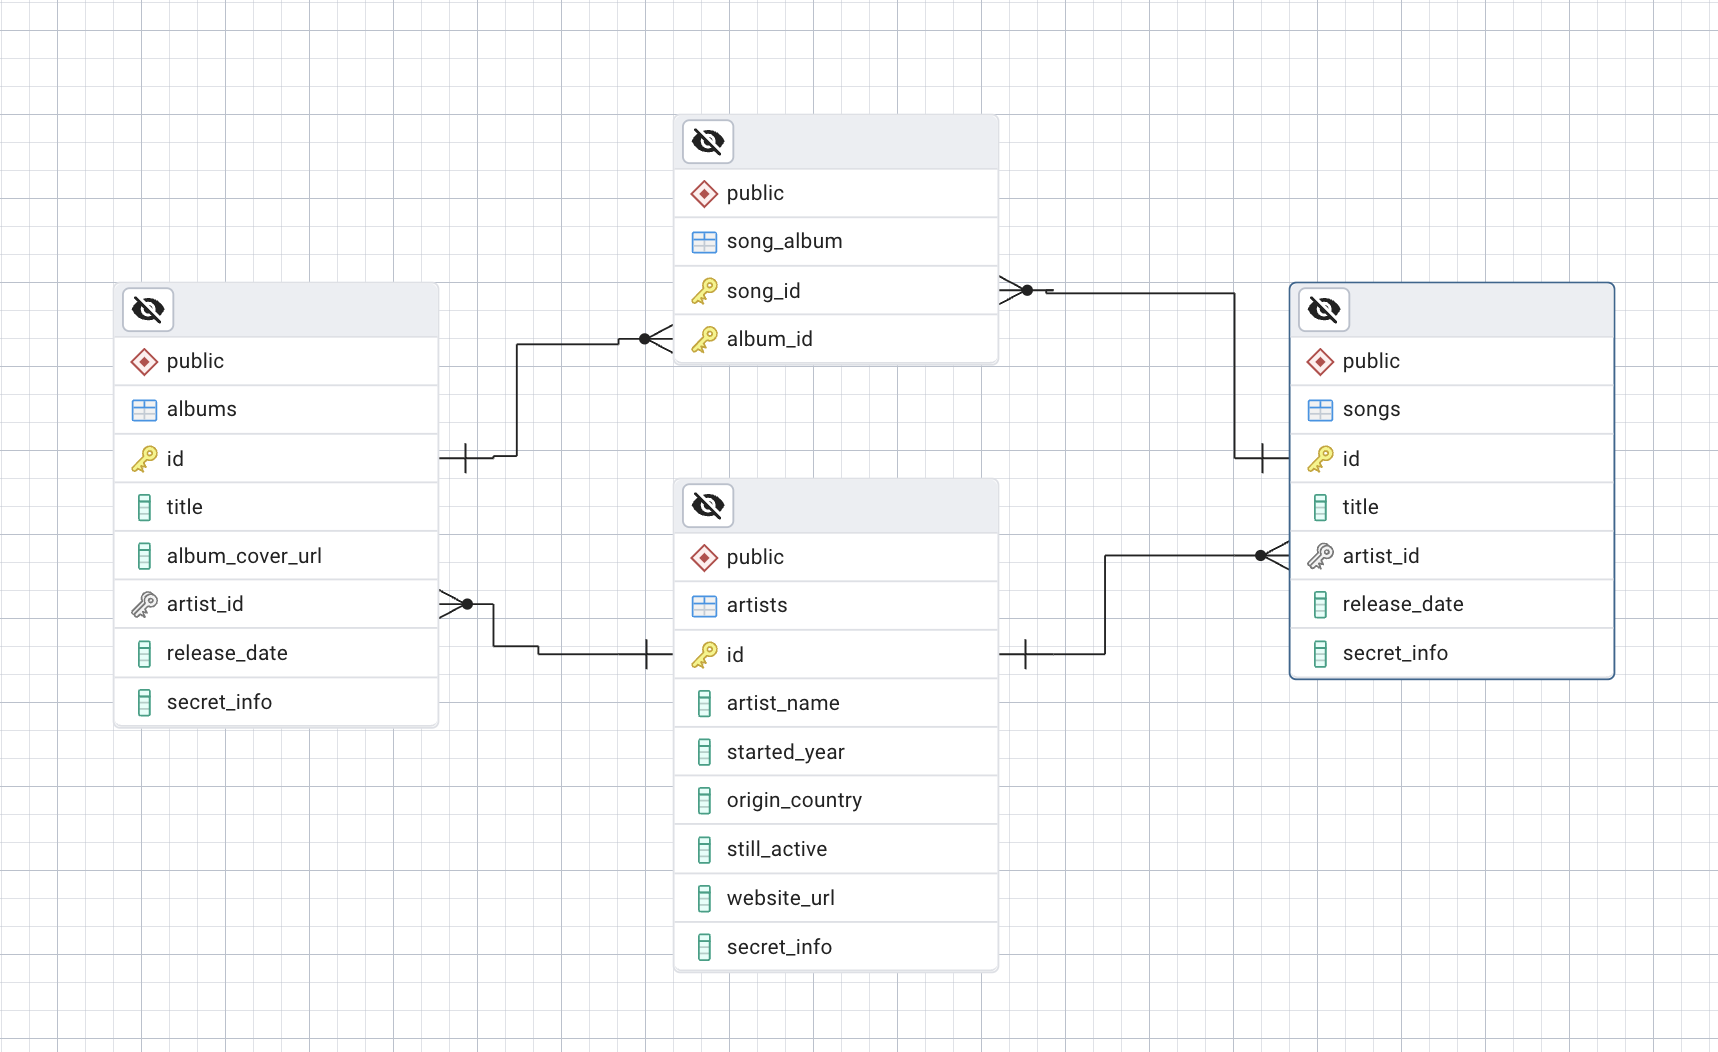 public
song_album
song_id
album_id
public
albums
id
title
album_cover_url
artist_id
release_date
secret_info
public
artists
id
artist_name
started_year
origin_country
still_active
website_url
secret_info
public
songs
id
title
artist_id
release_date
secret_info